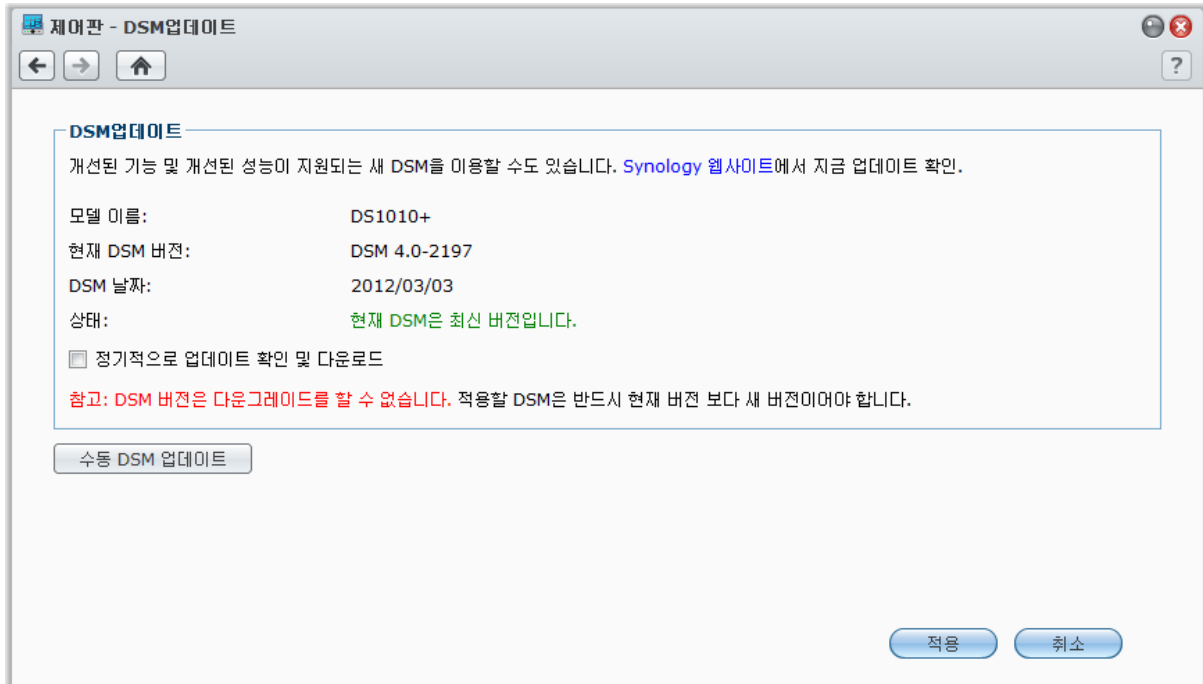 제어판 - DSM업데이트
?
DSM업데이트
개선된 기능 및 개선된 성능이 지원되는 새 DSM을 이용할 수도 있습니다. Synology 웹사이트에서 지금 업데이트 확인.
모델 이름: DS1010+
현재 DSM 버전: DSM 4.0-2197
DSM 날짜: 2012/03/03
상태: 현재 DSM은 최신 버전입니다.
정기적으로 업데이트 확인 및 다운로드
참고: DSM 버전은 다운그레이드를 할 수 없습니다. 적용할 DSM은 반드시 현재 버전 보다 새 버전이어야 합니다.
수동 DSM 업데이트
적용 취소